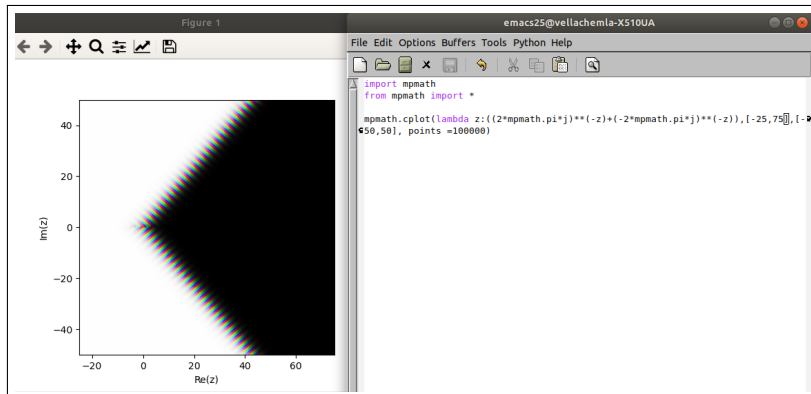 Figure 1
emacs25@vellachemla-X510UA
File Edit Options Buffers Tools Python Help
import mpmath
from mpmath import *
mpmath.cplot(lambda z:((2*mpmath.pi*j)**(-z)+(-2*mpmath.pi*j)**(-z)),[-25,75],[-
50,50], points =100000)
40
20
0
−20
−40
Im(z)
−20 0 20 40 60
Re(z)